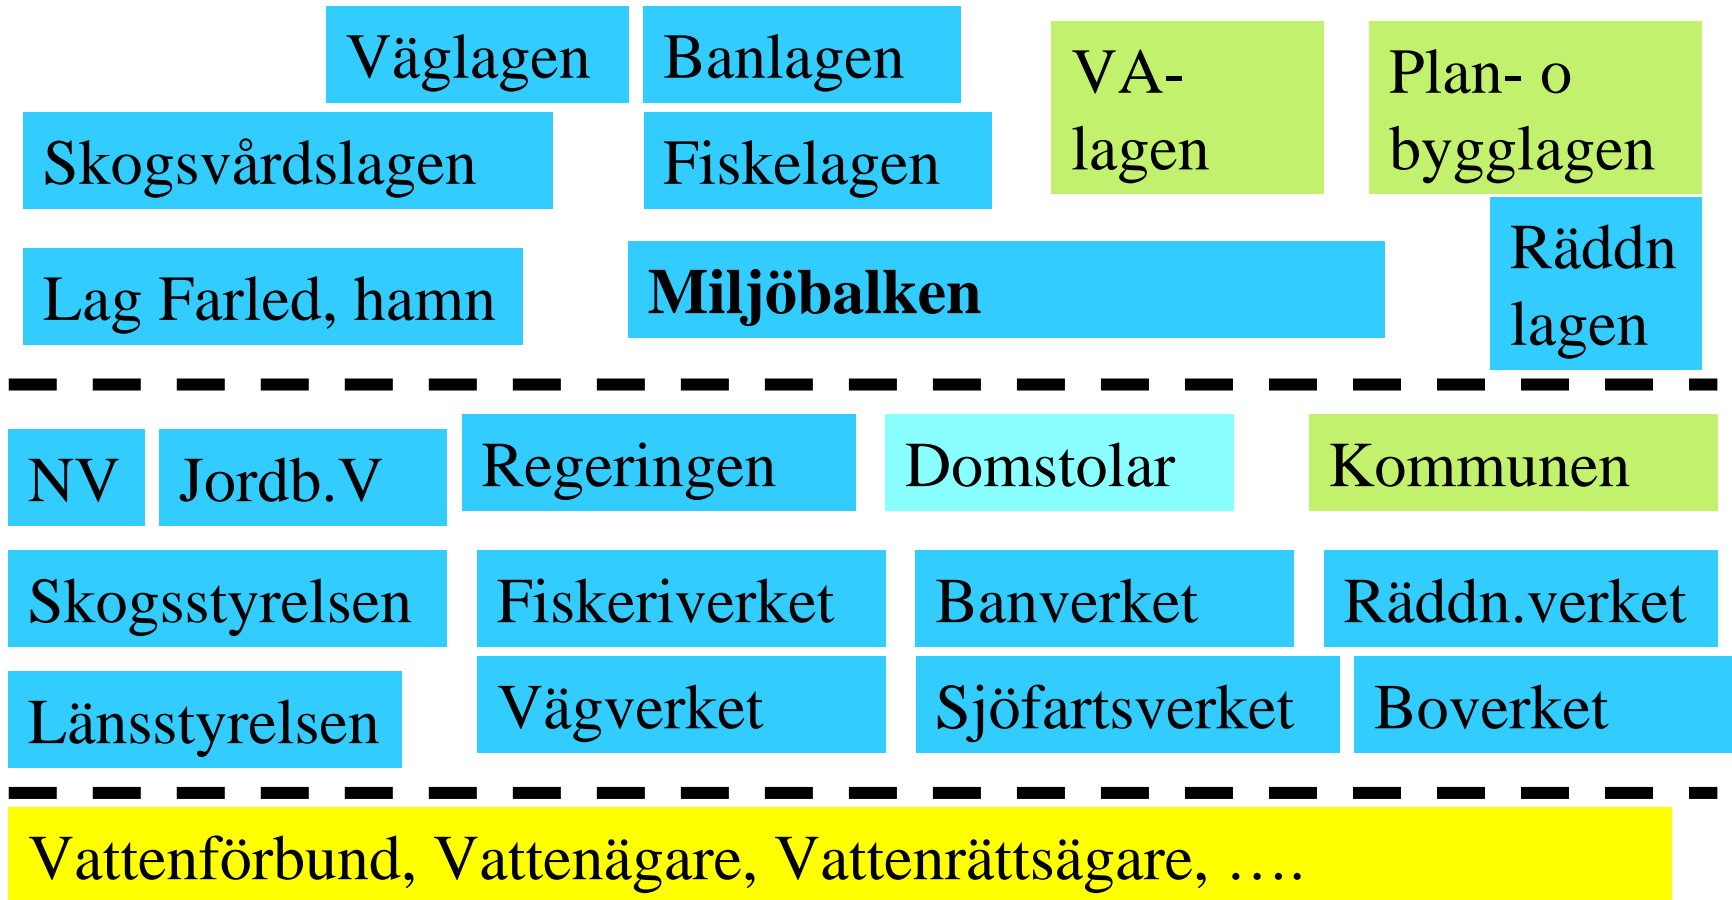 Väglagen
Banlagen
VA-
lagen
Plan- o
bygglagen
Skogsvårdslagen
Fiskelagen
Räddn
lagen
Lag Farled, hamn
Miljöbalken
NV
Jordb.V
Regeringen
Domstolar
Kommunen
Skogsstyrelsen
Fiskeriverket
Banverket
Räddn.verket
Länsstyrelsen
Vägverket
Sjöfartsverket
Boverket
Vattenförbund, Vattenägare, Vattenrättsägare, ….